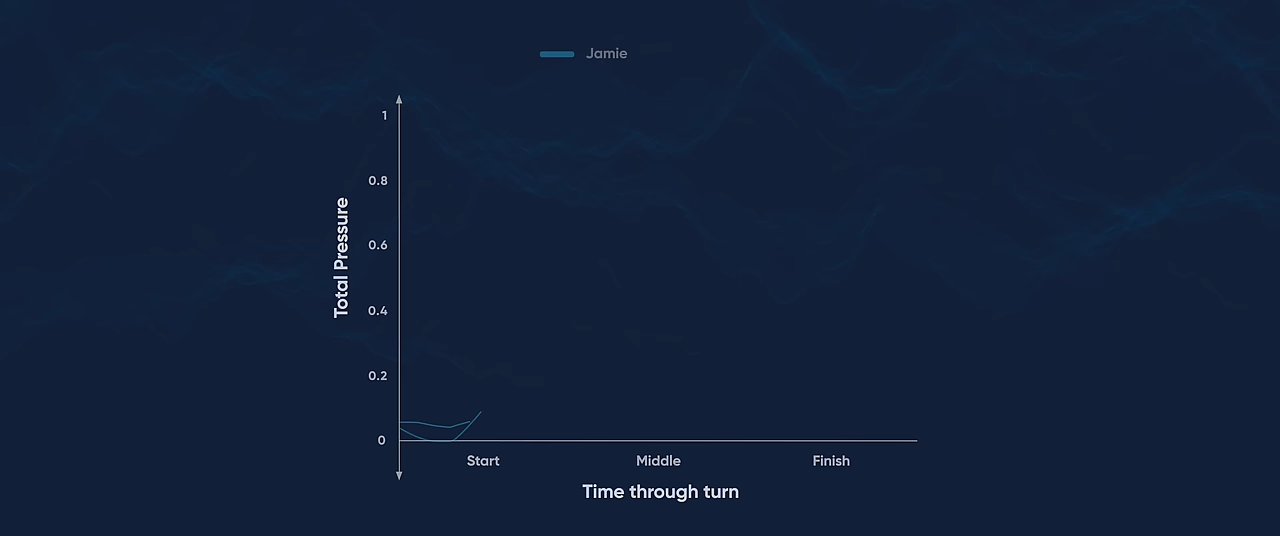 Jamie
1
0.8
0.6
0.4
0.2
0
Total Pressure
Start
Middle
Finish
Time through turn